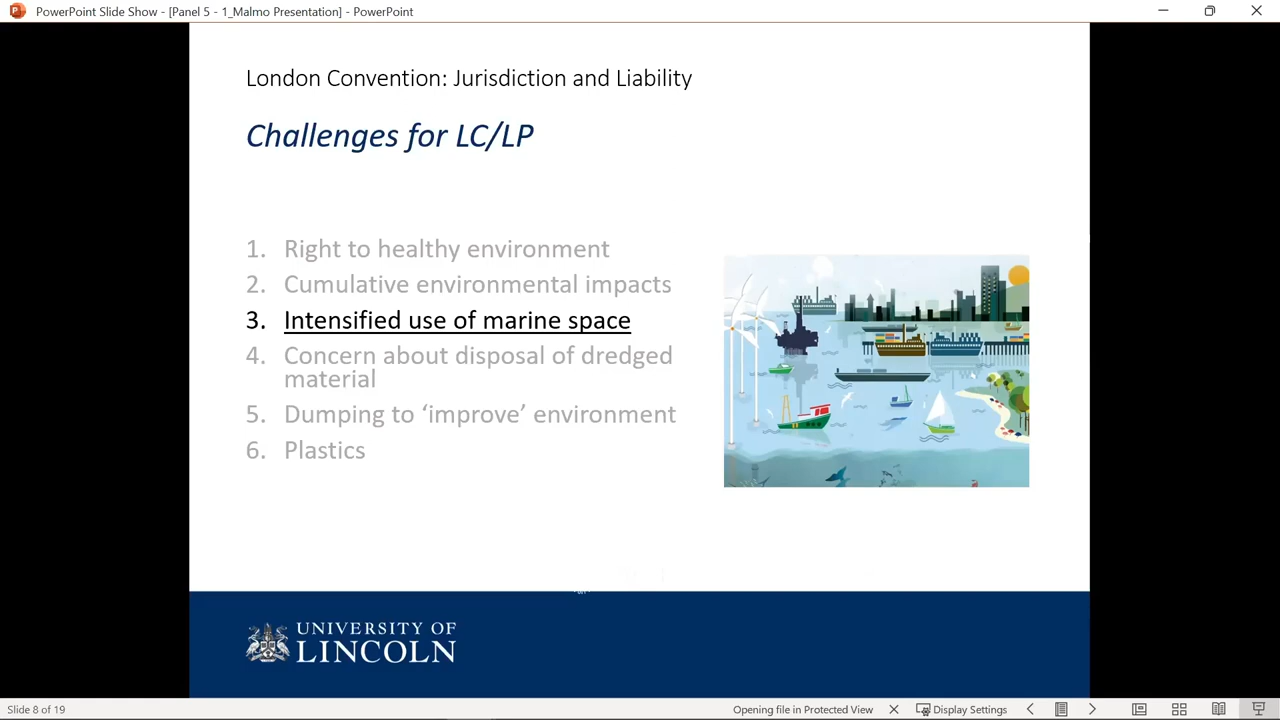 PowerPoint Slide Show - [Panel 5 - 1_Malmo Presentation] - PowerPoint
London Convention: Jurisdiction and Liability
Challenges for LC/LP
1. Right to healthy environment
2. Cumulative environmental impacts
3. Intensified use of marine space
4. Concern about disposal of dredged
material
5. Dumping to ‘improve’ environment
6. Plastics
UNIVERSITY OF
LINCOLN
Slide 8 of 19
Opening file in Protected View
Display Settings